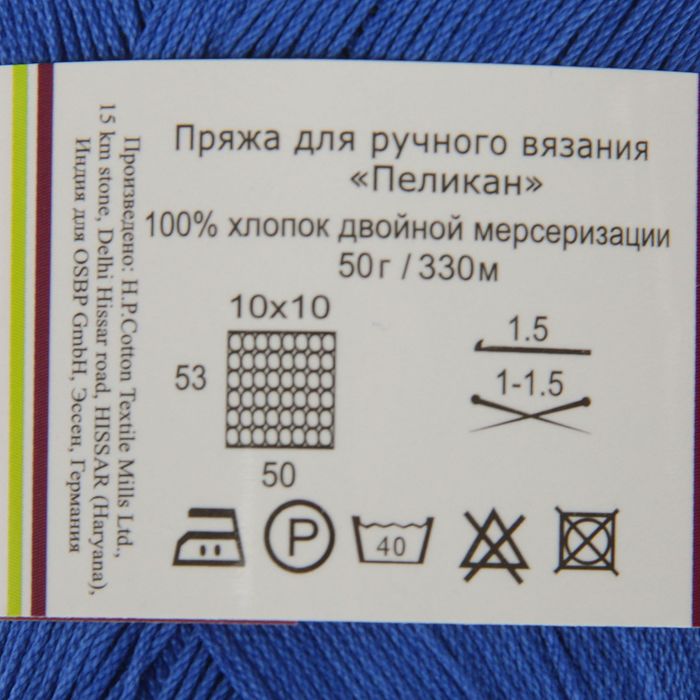 Пряжа для ручного вязания
«Пеликан»
100% хлопок двойной мерсеризации
50г / 330м
10x10
53
50
1.5
1-1.5
P
40
Произведено: H.P.Cotton Textile Mills Ltd.,
15 km stone, Delhi Hissar road, HISSAR (Haryana),
Индия для OSBP GmbH, Эссен, Германия